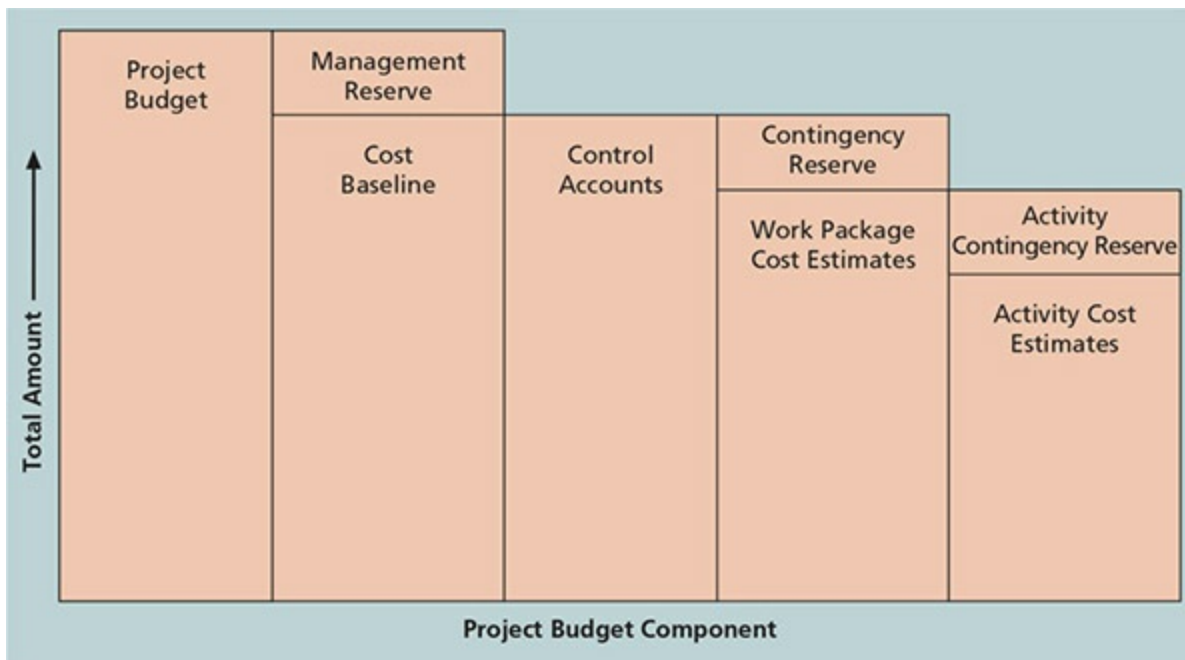 Project
Budget
Management
Reserve
Cost
Baseline
Control
Accounts
Contingency
Reserve
Work Package
Cost Estimates
Activity
Contingency Reserve
Activity Cost
Estimates
Total Amount
Project Budget Component